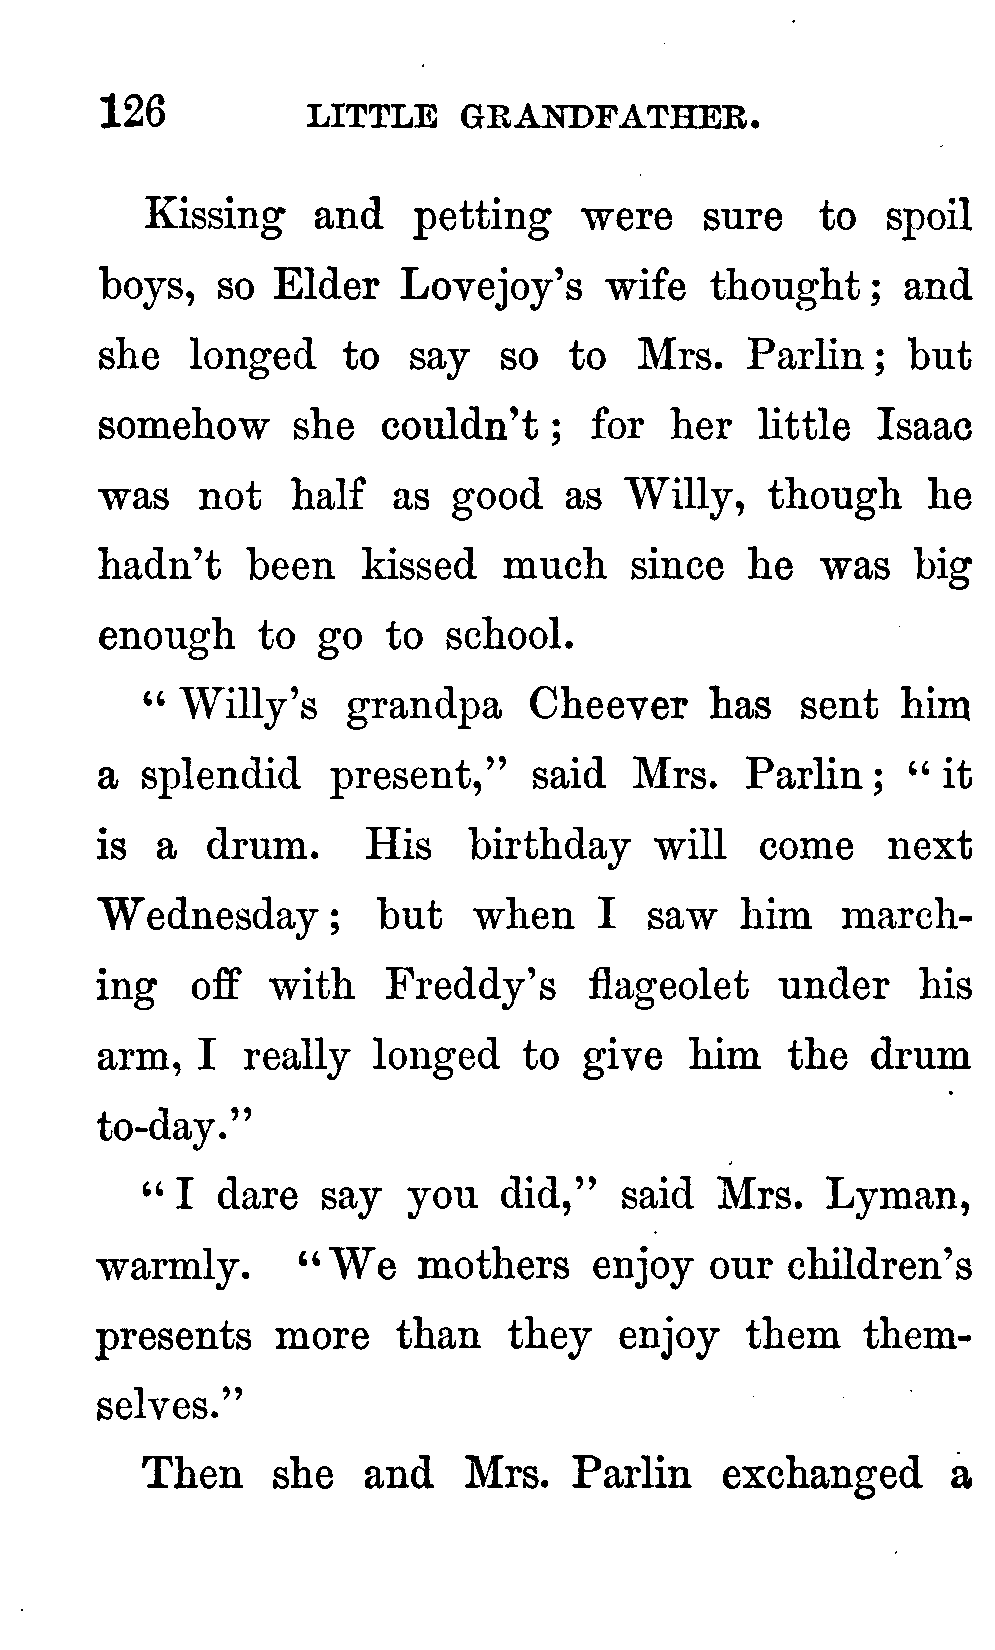 126 LITTLE GRANDFATHER.
Kissing and petting were sure to spoil
boys, so Elder Lovejoy's wife thought; and
she longed to say so to Mrs. Parlin; but
somehow she couldn't; for her little Isaac
was not half as good as Willy, though he
hadn't been kissed much since he was big
enough to go to school.
"Willy's grandpa Cheever has sent him
a splendid present," said Mrs. Parlin; "it
is a drum. His birthday will come next
Wednesday; but when I saw him march-
ing off with Freddy's flageolet under his
arm, I really longed to give him the drum
to-day."
"I dare say you did," said Mrs. Lyman,
warmly. "We mothers enjoy our children's
presents more than they enjoy them them-
selves."
Then she and Mrs. Parlin exchanged a